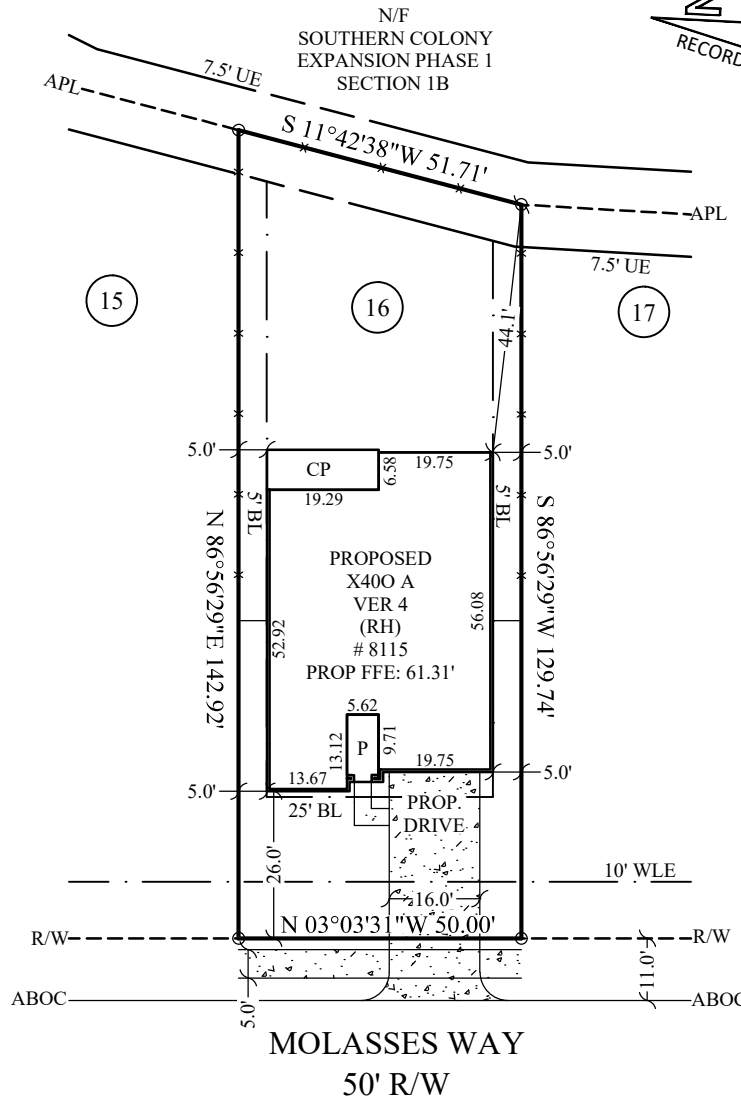 N/F
SOUTHERN COLONY
EXPANSION PHASE 1
SECTION 1B
RECORD
7.5' UE
APL
S 11°42'38"W 51.71'
APL
7.5' UE
15
16
17
44.1'
5.0'
5.0'
CP
6.58
19.75
19.29
5' BL
5' BL
N 86°56'29"E 142.92'
S 86°56'29"W 129.74'
PROPOSED
X40O A
VER 4
(RH)
# 8115
PROP FFE: 61.31'
52.92
56.08
5.62
13.12
P
9.71
13.67
19.75
5.0'
5.0'
25' BL
PROP.
DRIVE
26.0'
10' WLE
16.0'
N 03°03'31"W 50.00'
R/W
R/W
11.0'
ABOC
ABOC
5.0'
MOLASSES WAY
50' R/W